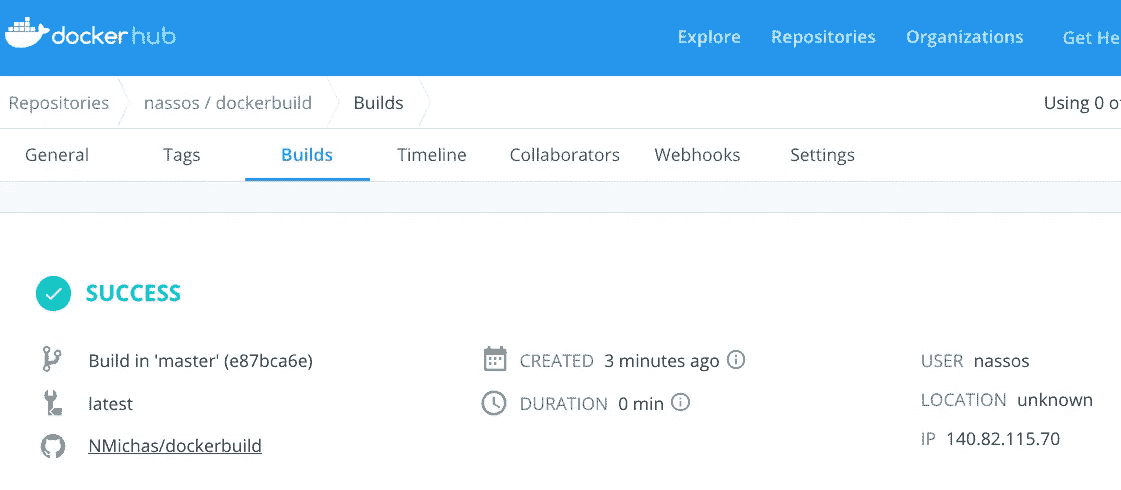 docker hub Explore Repositories Organizations Get He
Repositories nassos / dockerbuild Builds Using 0 of
General Tags Builds Timeline Collaborators Webhooks Settings
SUCCESS
Build in 'master' (e87bca6e) CREATED 3 minutes ago USER nassos
latest DURATION 0 min LOCATION unknown
NMichas/dockerbuild IP 140.82.115.70